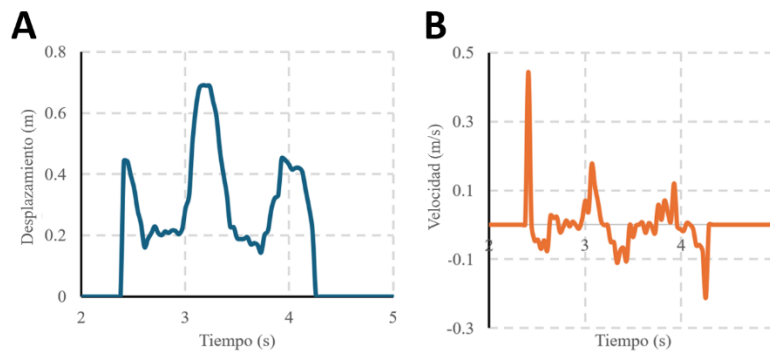 A
0.8
0.6
0.4
0.2
0
Desplazamiento (m)
2
3
4
5
Tiempo (s)
B
0.5
0.3
0.1
-0.1
-0.3
Velocidad (m/s)
2
3
4
Tiempo (s)